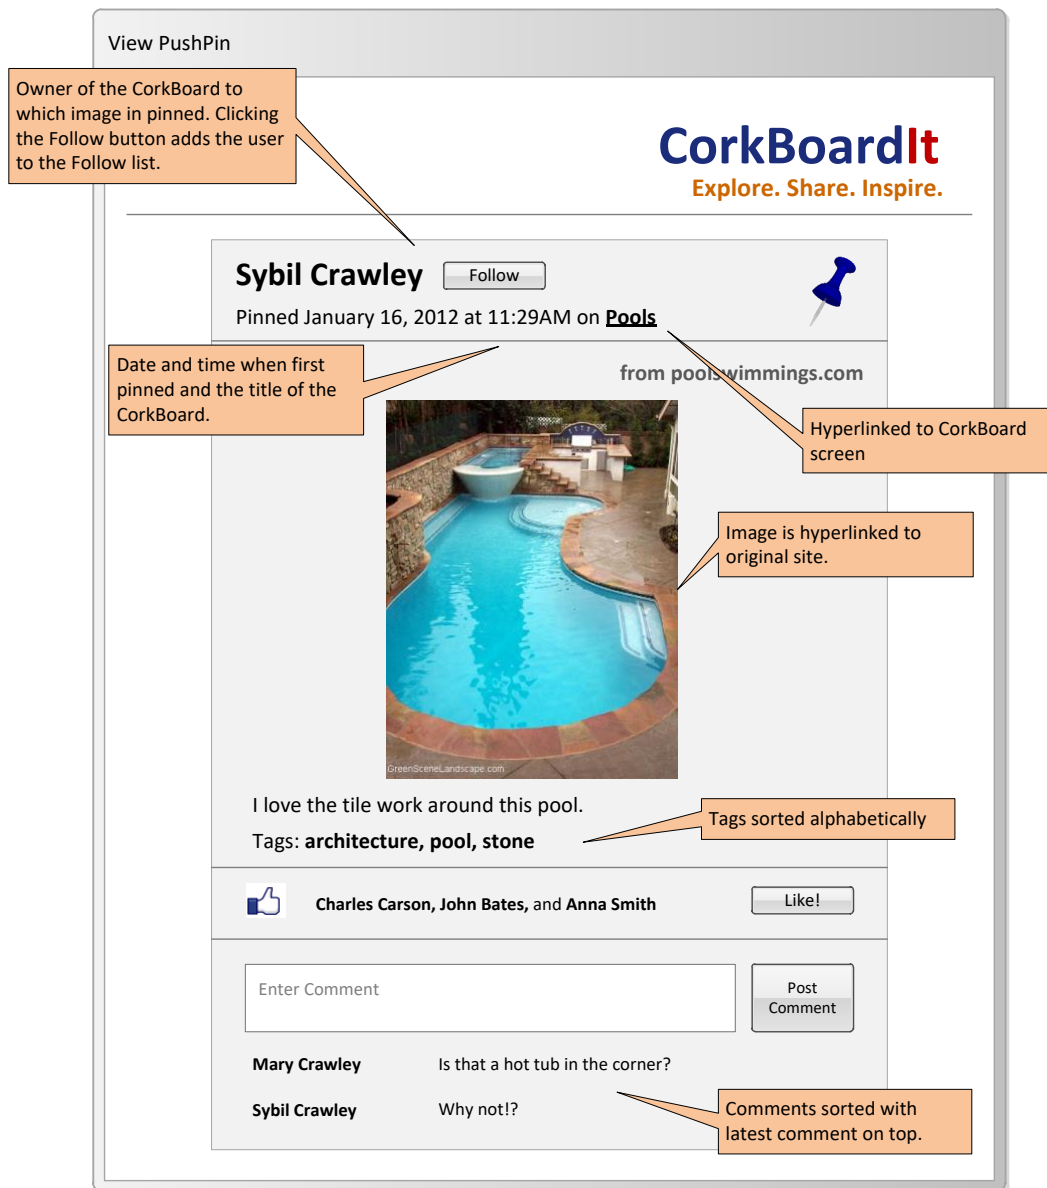 View PushPin
Owner of the CorkBoard to
which image in pinned. Clicking
the Follow button adds the user
to the Follow list.
CorkBoardIt
Explore. Share. Inspire.
Sybil Crawley
Follow
Pinned January 16, 2012 at 11:29AM on Pools
Date and time when first
pinned and the title of the
CorkBoard.
from poolswimmings.com
Hyperlinked to CorkBoard
screen
Image is hyperlinked to
original site.
GreenSceneLandscape.com
I love the tile work around this pool.
Tags: architecture, pool, stone
Tags sorted alphabetically
Charles Carson, John Bates, and Anna Smith
Like!
Enter Comment
Post
Comment
Mary Crawley Is that a hot tub in the corner?
Sybil Crawley Why not!?
Comments sorted with
latest comment on top.